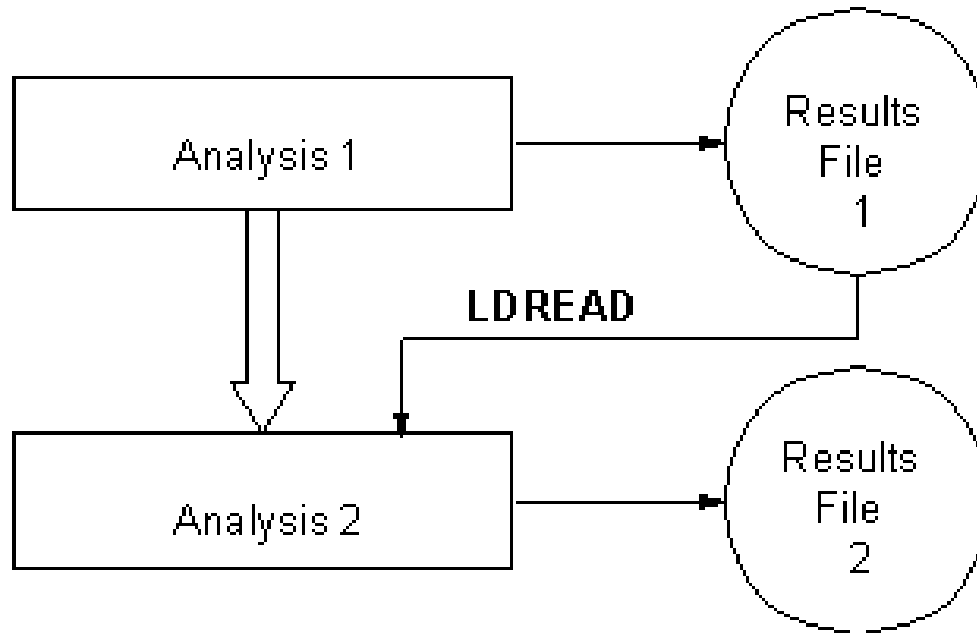 Analysis 1
Results
File
1
LDREAD
Analysis 2
Results
File
2